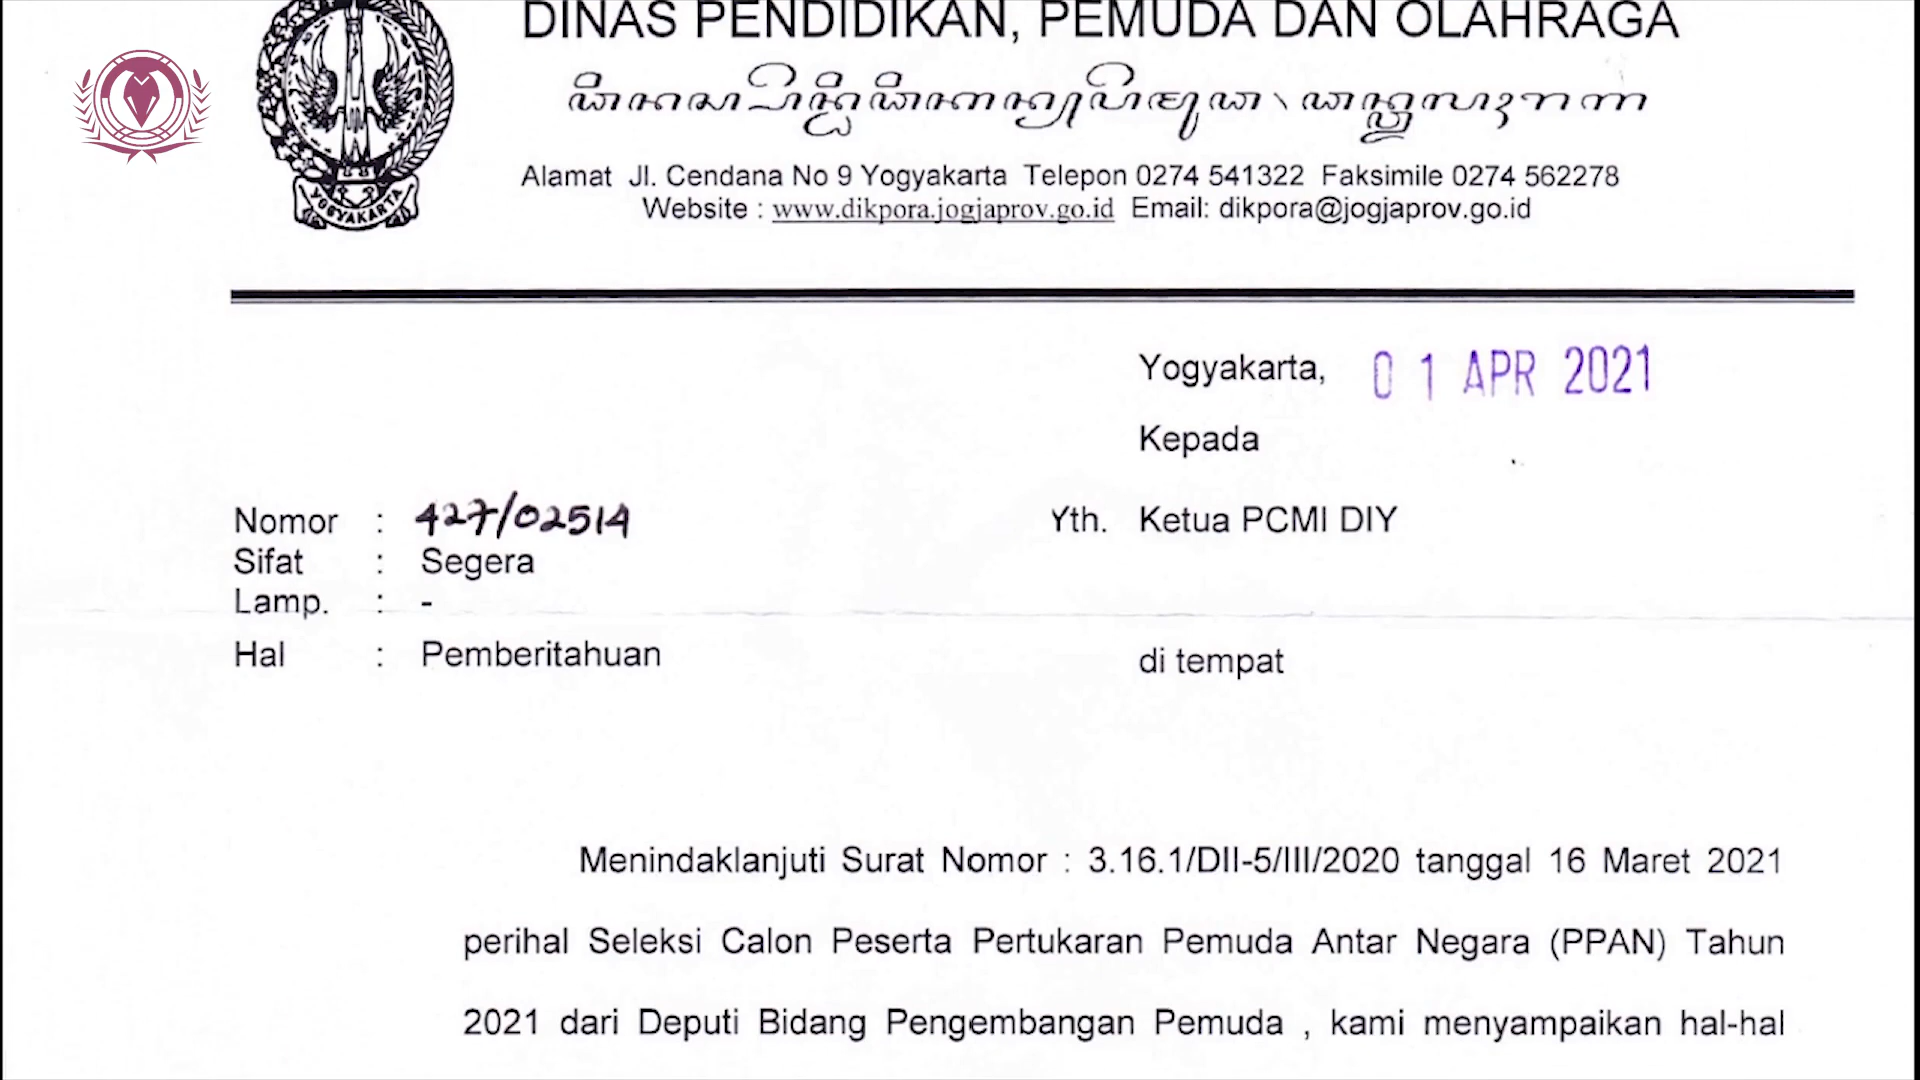 DINAS PENDIDIKAN, PEMUDA DAN OLAHRAGA
Alamat Jl. Cendana No 9 Yogyakarta Telepon 0274 541322 Faksimile 0274 562278
Website : www.dikpora.jogjaprov.go.id Email: dikpora@jogjaprov.go.id
YOGYAKARTA
Yogyakarta, 01 APR 2021
Kepada
Nomor : 427/02514
Yth. Ketua PCMI DIY
Sifat : Segera
Lamp. : -
Hal : Pemberitahuan
di tempat
Menindaklanjuti Surat Nomor : 3.16.1/DII-5/III/2020 tanggal 16 Maret 2021
perihal Seleksi Calon Peserta Pertukaran Pemuda Antar Negara (PPAN) Tahun
2021 dari Deputi Bidang Pengembangan Pemuda , kami menyampaikan hal-hal